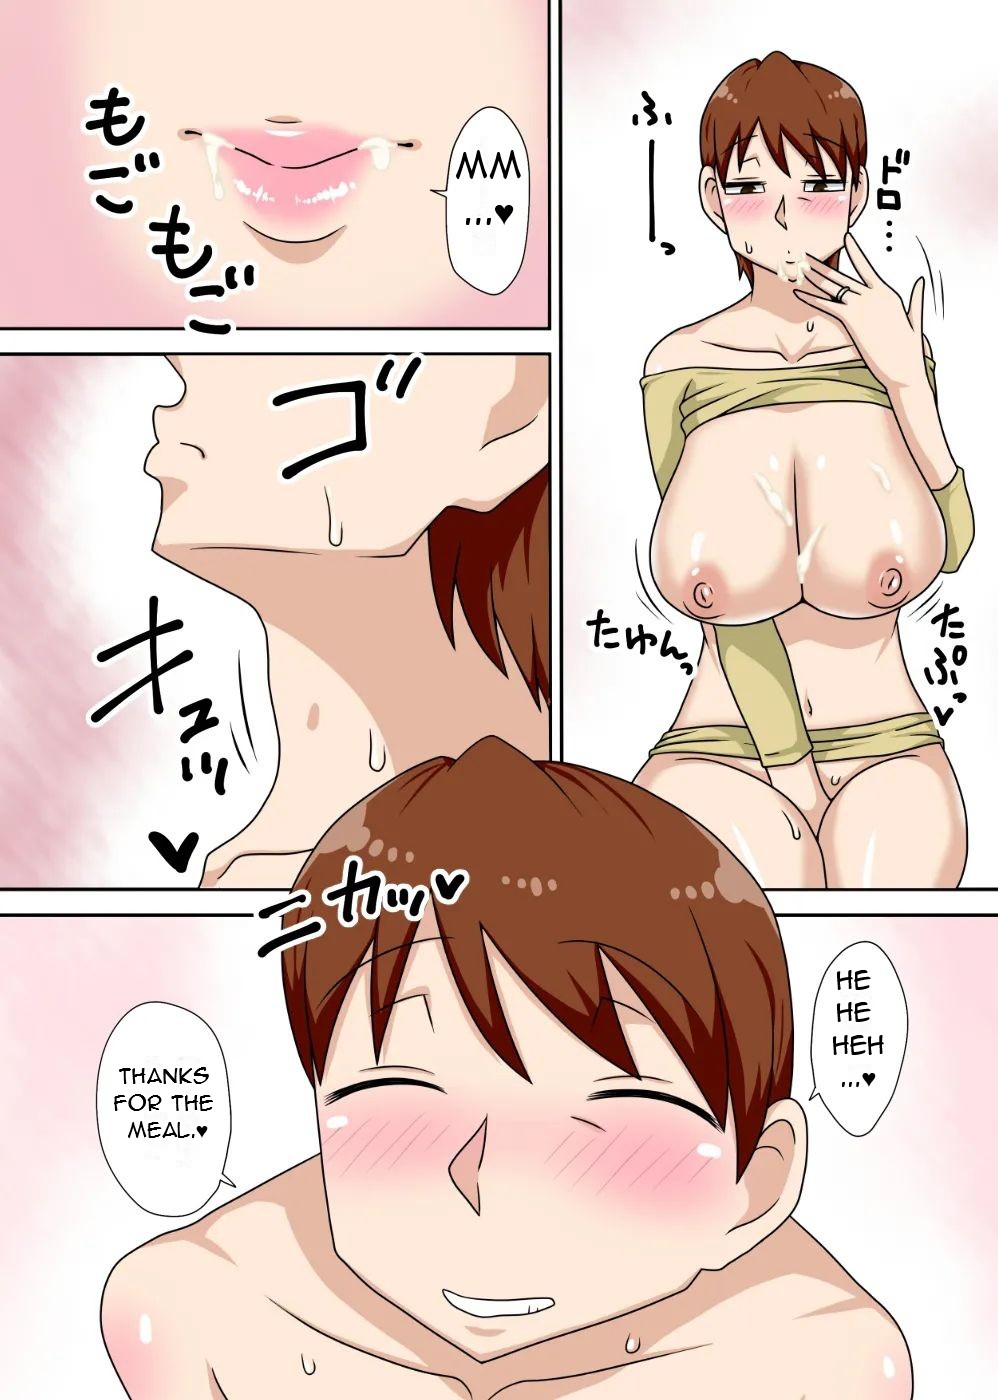 ふーーーっ
ドロ…
たゆんっ
たぷっ♥
MM
...♥
もご
もご
ゴ"
キュッ"
♥
ニカッ♥
HE
HE
HEH
...♥
THANKS
FOR THE
MEAL.♥